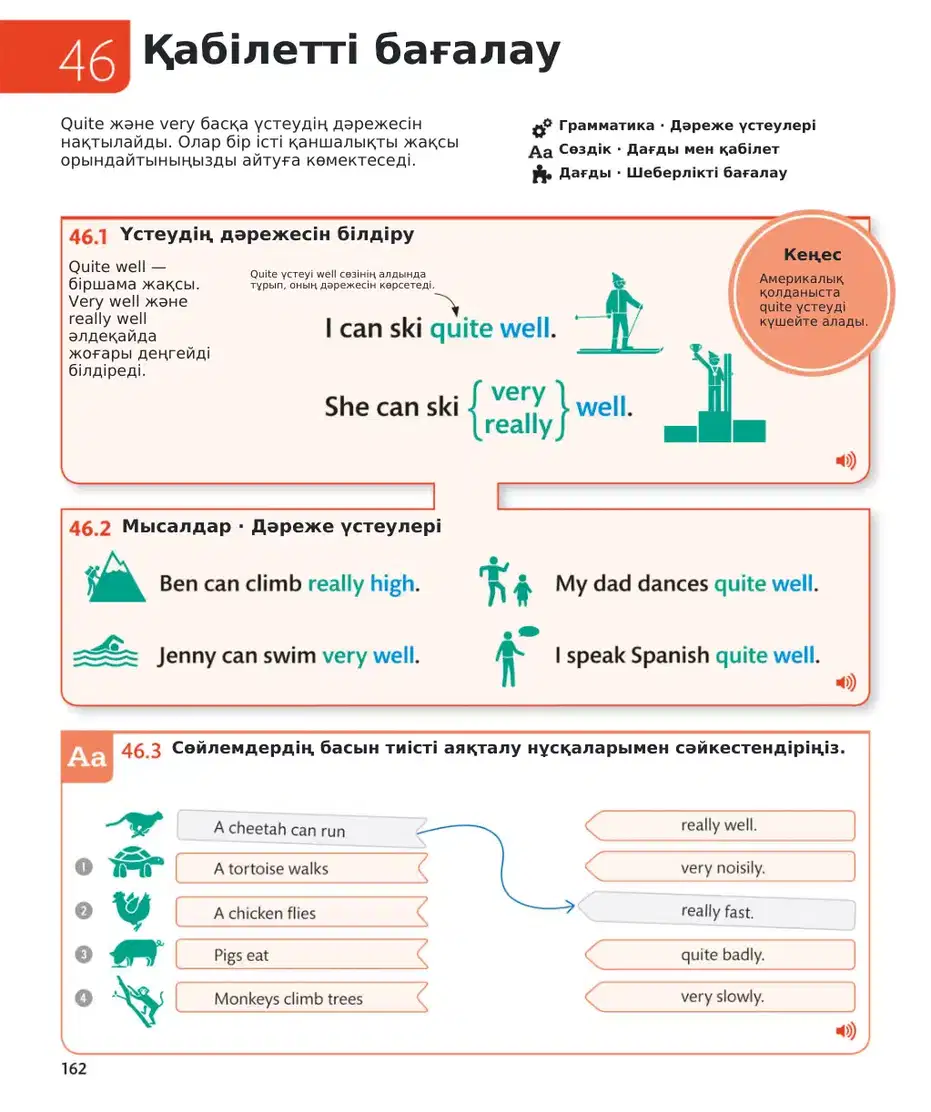 46
Қабілетті бағалау
Quite және very басқа үстеудің дәрежесін
нақтылайды. Олар бір істі қаншалықты жақсы
орындайтыныңызды айтуға көмектеседі.
Грамматика · Дәреже үстеулері
Aa Сөздік · Дағды мен қабілет
Дағды · Шеберлікті бағалау
46.1 Үстеудің дәрежесін білдіру
Quite well —
біршама жақсы.
Very well және
really well
әлдеқайда
жоғары деңгейді
білдіреді.
Quite үстеуі well сөзінің алдында
тұрып, оның дәрежесін көрсетеді.
I can ski quite well.
She can ski { very really } well.
Кеңес
Америкалық
қолданыста
quite үстеуді
күшейте алады.
46.2 Мысалдар · Дәреже үстеулері
Ben can climb really high.
My dad dances quite well.
Jenny can swim very well.
I speak Spanish quite well.
Aa 46.3 Сөйлемдердің басын тиісті аяқталу нұсқаларымен сәйкестендіріңіз.
A cheetah can run
really well.
1 A tortoise walks
very noisily.
2 A chicken flies
really fast.
3 Pigs eat
quite badly.
4 Monkeys climb trees
very slowly.
162